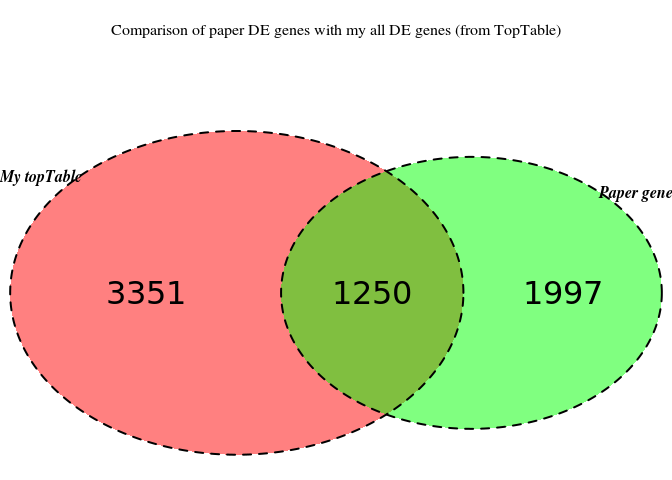 Comparison of paper DE genes with my all DE genes (from TopTable)
My topTable
Paper gene
3351 1250 1997